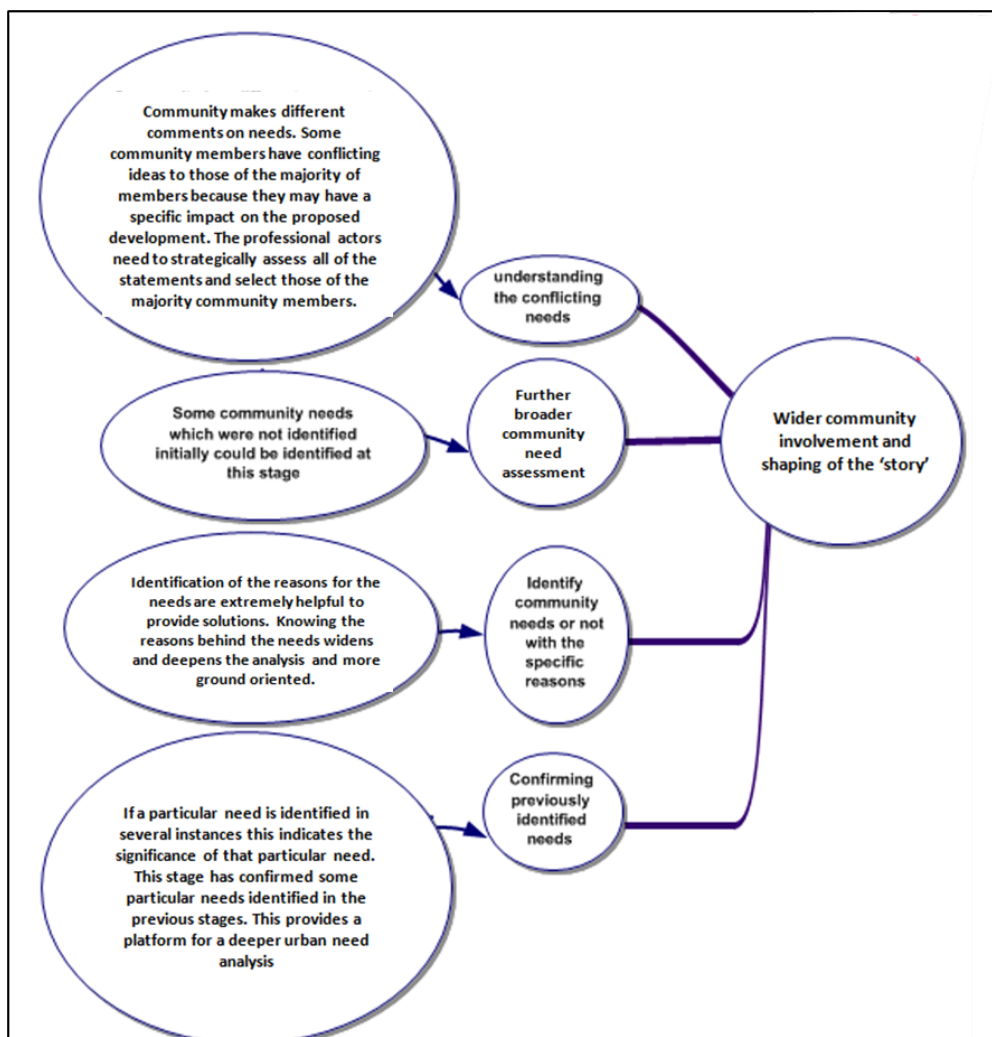 Community makes different
comments on needs. Some
community members have conflicting
ideas to those of the majority of
members because they may have a
specific impact on the proposed
development. The professional actors
need to strategically assess all of the
statements and select those of the
majority community members.
understanding
the conflicting
needs
Some community needs
which were not identified
initially could be identified at
this stage
Further
broader
community
need
assessment
Wider community
involvement and
shaping of the ‘story’
Identification of the reasons for the
needs are extremely helpful to
provide solutions. Knowing the
reasons behind the needs widens
and deepens the analysis and more
ground oriented.
Identify
community
needs or not
with the
specific
reasons
If a particular need is identified in
several instances this indicates the
significance of that particular need.
This stage has confirmed some
particular needs identified in the
previous stages. This provides a
platform for a deeper urban need
analysis
Confirming
previously
identified
needs